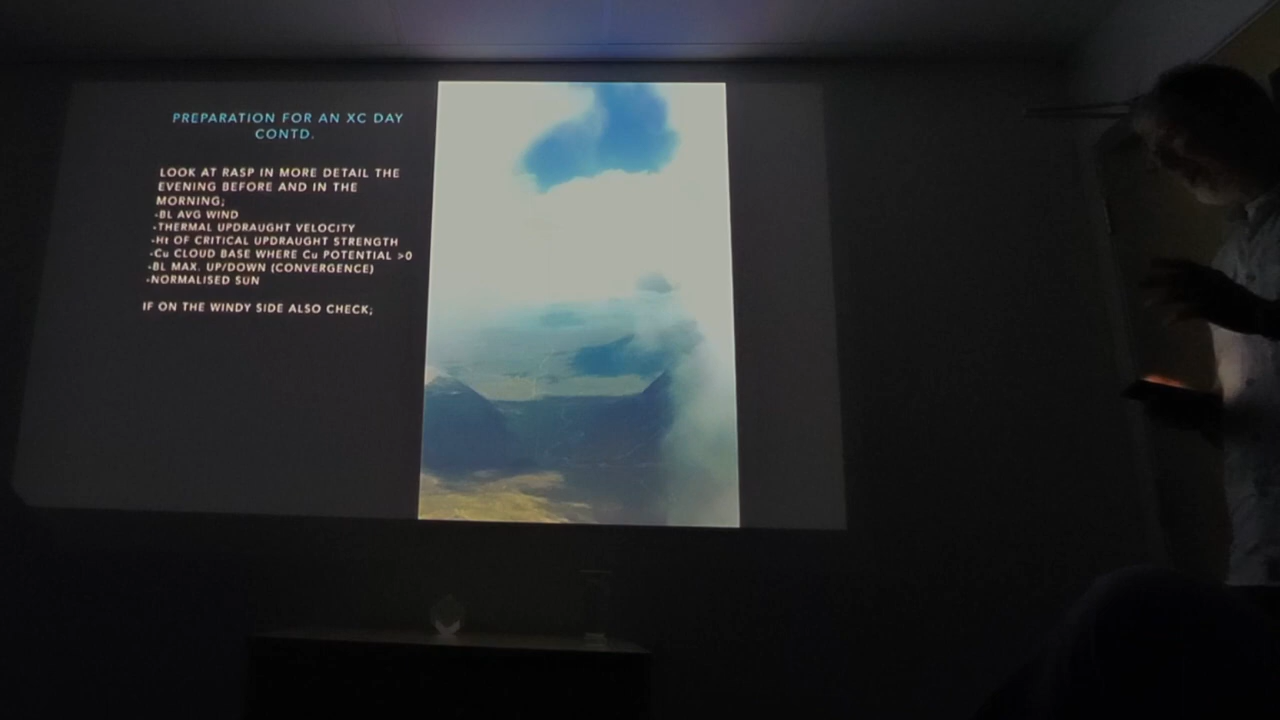 PREPARATION FOR AN XC DAY
CONTD.
LOOK AT RASP IN MORE DETAIL THE
EVENING BEFORE AND IN THE
MORNING;
-BL AVG WIND
-THERMAL UPDRAUGHT VELOCITY
-Ht OF CRITICAL UPDRAUGHT STRENGTH
-Cu CLOUD BASE WHERE Cu POTENTIAL >0
-BL MAX. UP/DOWN (CONVERGENCE)
-NORMALISED SUN
IF ON THE WINDY SIDE ALSO CHECK;